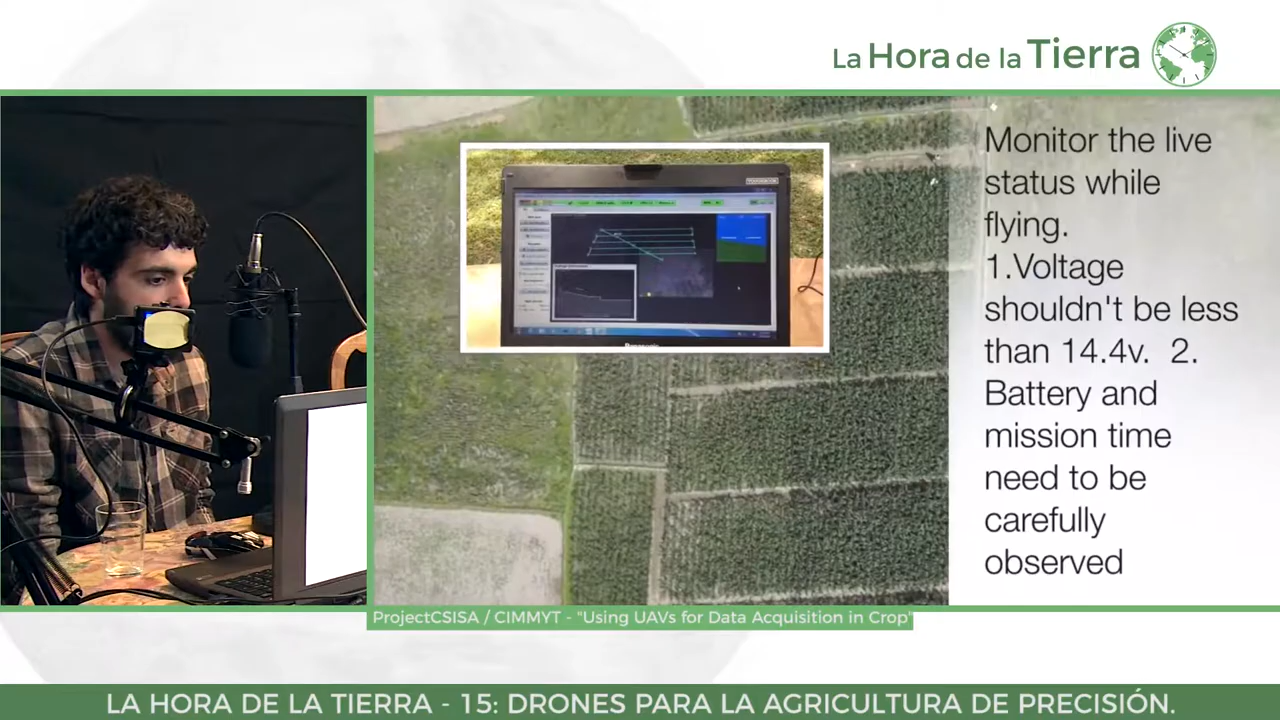 La Hora de la Tierra
Monitor the live
status while
flying.
1.Voltage
shouldn't be less
than 14.4v. 2.
Battery and
mission time
need to be
carefully
observed
ProjectCSISA / CIMMYT - "Using UAVs for Data Acquisition in Crop"
LA HORA DE LA TIERRA - 15: DRONES PARA LA AGRICULTURA DE PRECISIÓN.